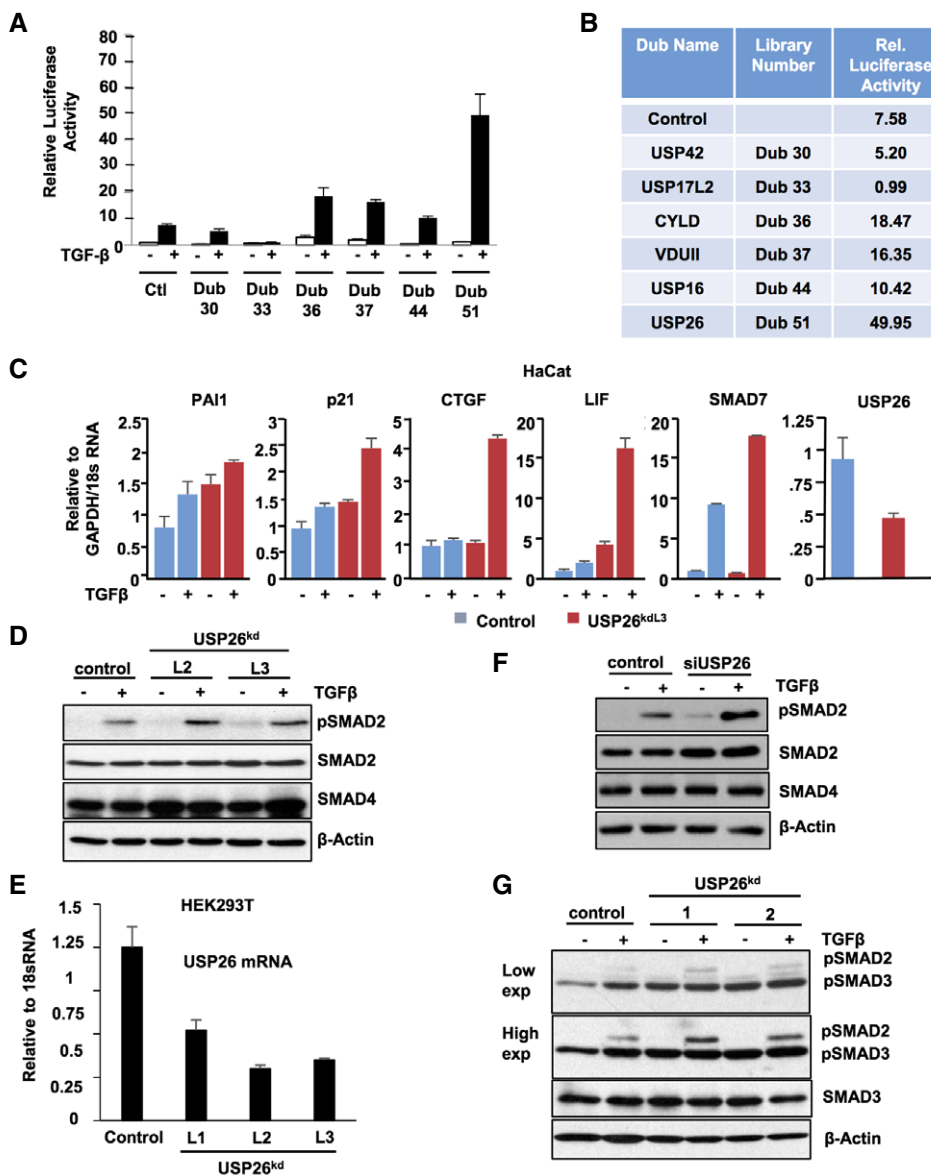 A
Relative Luciferase
Activity
80
70
60
50
40
30
20
10
0
TGF-β - + - + - + - + - + - + - +
Ctl Dub 30 Dub 33 Dub 36 Dub 37 Dub 44 Dub 51
B
Dub Name Library Number Rel. Luciferase Activity
Control 7.58
USP42 Dub 30 5.20
USP17L2 Dub 33 0.99
CYLD Dub 36 18.47
VDUII Dub 37 16.35
USP16 Dub 44 10.42
USP26 Dub 51 49.95
C
HaCat
Relative to
GAPDH/18s RNA
PAI1
2
1.5
1
0.5
0
p21
3
2.5
2
1.5
1
0.5
0
CTGF
5
4
3
2
1
0
LIF
20
15
10
5
0
SMAD7
20
15
10
5
0
USP26
1.25
1
.75
.5
.25
0
TGFβ - + - + - + - + - + - + - + - + - + - +
Control USP26kdL3
D
USP26kd
control L2 L3
- + - + - + TGFβ
pSMAD2
SMAD2
SMAD4
β-Actin
E
HEK293T
USP26 mRNA
Relative to 18sRNA
1.5
1.25
1
0.75
0.5
0.25
0
Control L1 L2 L3
USP26kd
F
control siUSP26
- + - + TGFβ
pSMAD2
SMAD2
SMAD4
β-Actin
G
USP26kd
control 1 2
- + - + - + TGFβ
Low
exp
pSMAD2
pSMAD3
High
exp
pSMAD2
pSMAD3
SMAD3
β-Actin